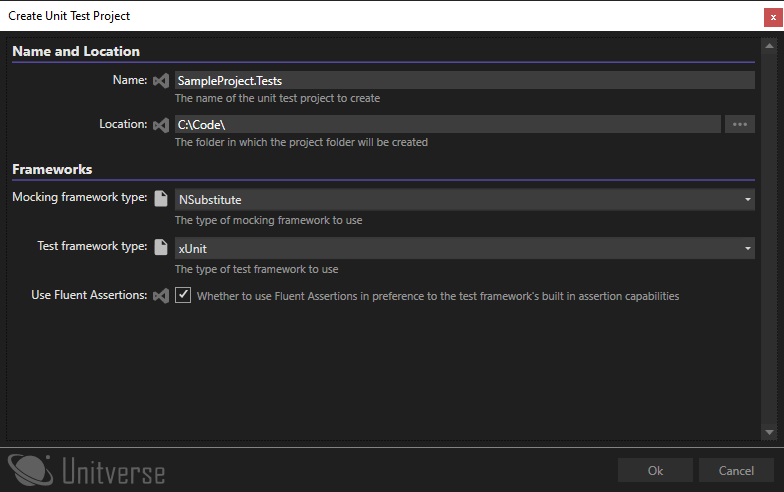 Create Unit Test Project
Name and Location
Name: SampleProject.Tests
The name of the unit test project to create
Location: C:\Code\
The folder in which the project folder will be created
Frameworks
Mocking framework type: NSubstitute
The type of mocking framework to use
Test framework type: xUnit
The type of test framework to use
Use Fluent Assertions: Whether to use Fluent Assertions in preference to the test framework's built in assertion capabilities
Unitverse Ok Cancel